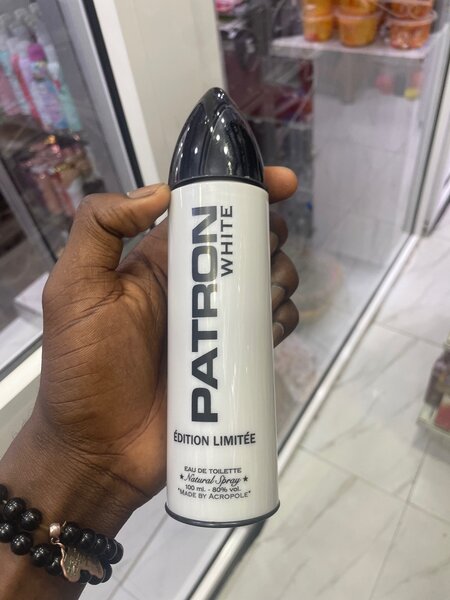 PATRON
WHITE
ÉDITION LIMITÉE
EAU DE TOILETTE
★ Natural Spray ★
100 ml. - 80% vol.
"MADE BY ACROPOLE"